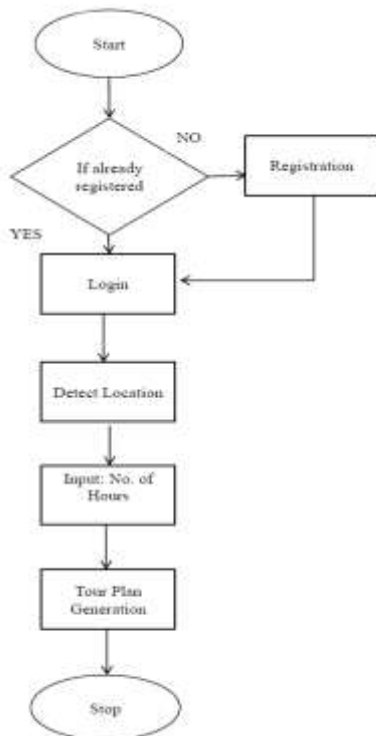 Start
NO
If already
registered
Registration
YES
Login
Detect Location
Input: No. of
Hours
Tour Plan
Generation
Stop